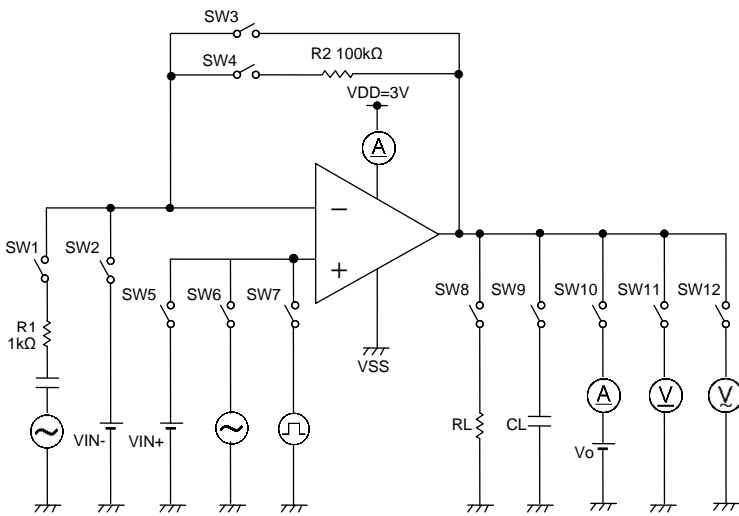 SW3
SW4
R2 100kΩ
VDD=3V
A
SW1
SW2
SW5
SW6
SW7
SW8
SW9
SW10
SW11
SW12
R1
1kΩ
VSS
VIN-
VIN+
RL
CL
A
V
V
Vo